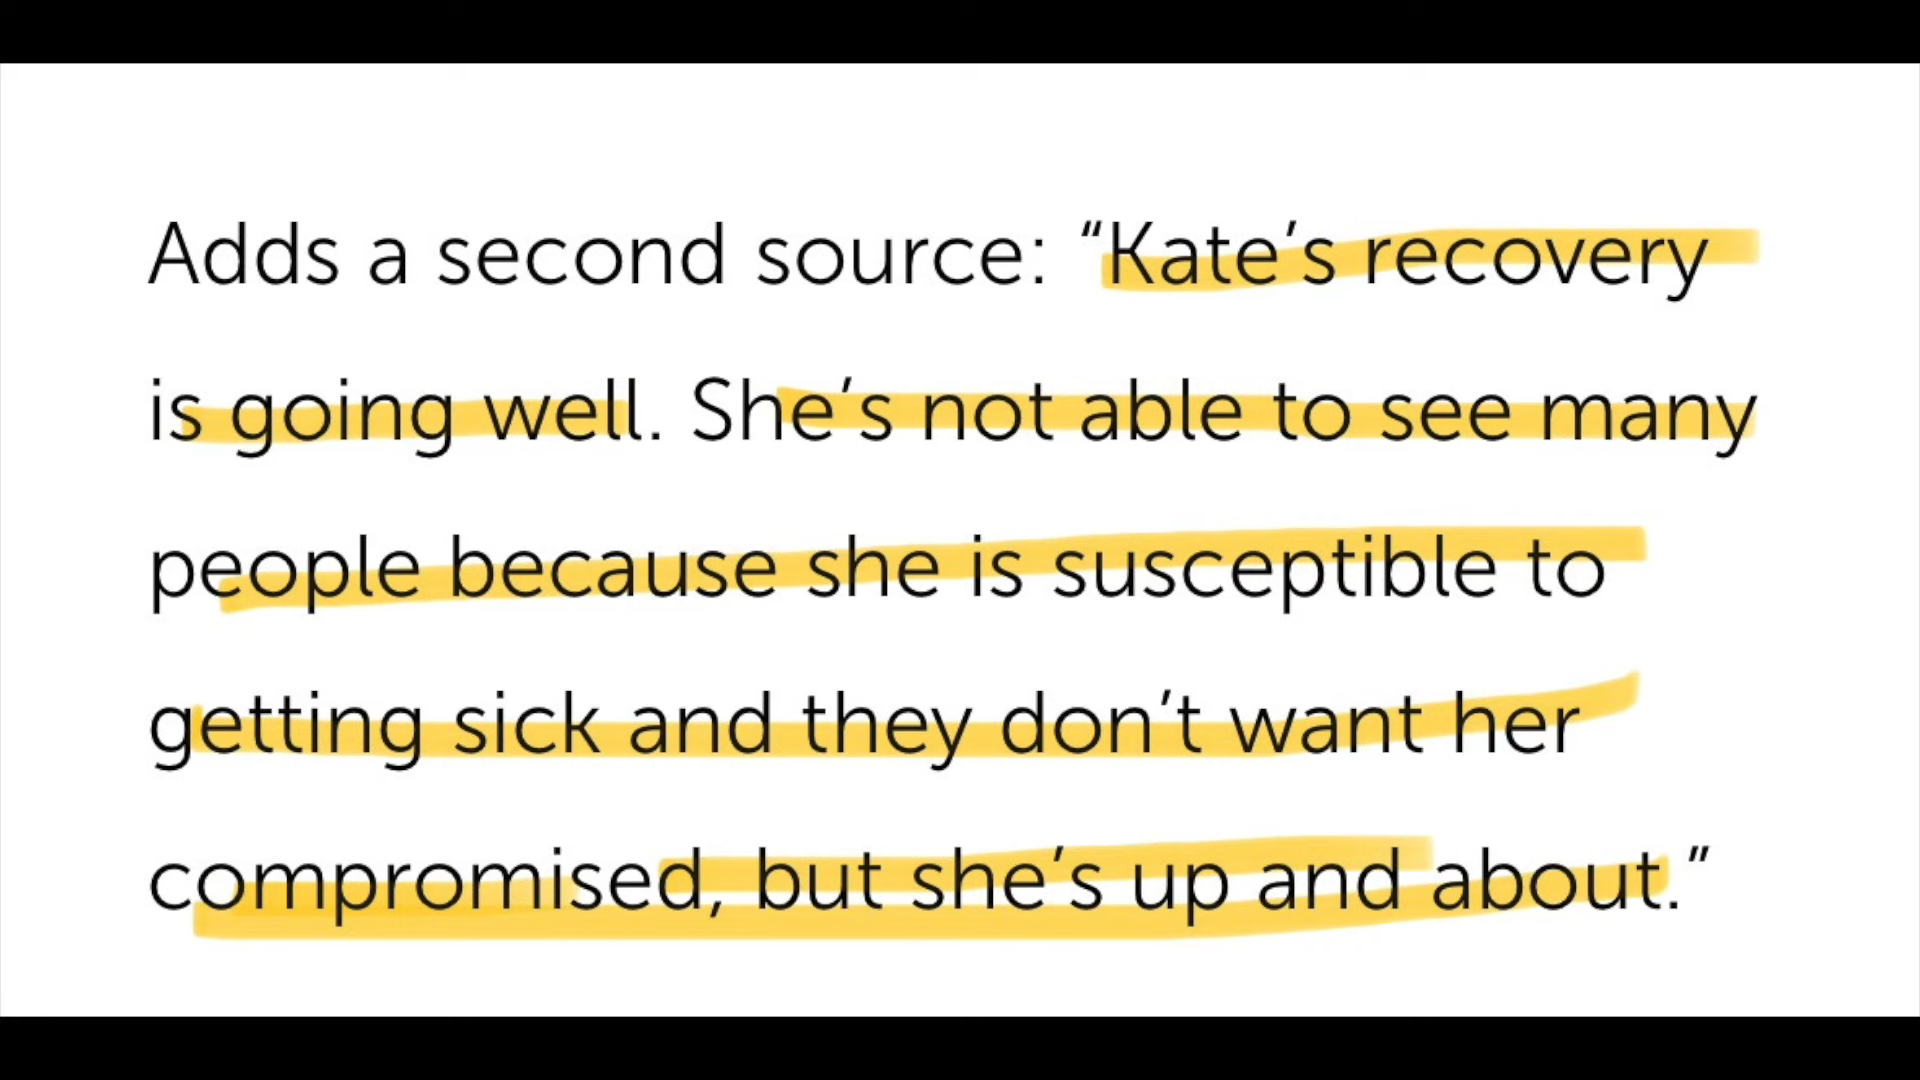 Adds a second source: “Kate’s recovery
is going well. She’s not able to see many
people because she is susceptible to
getting sick and they don’t want her
compromised, but she’s up and about.”